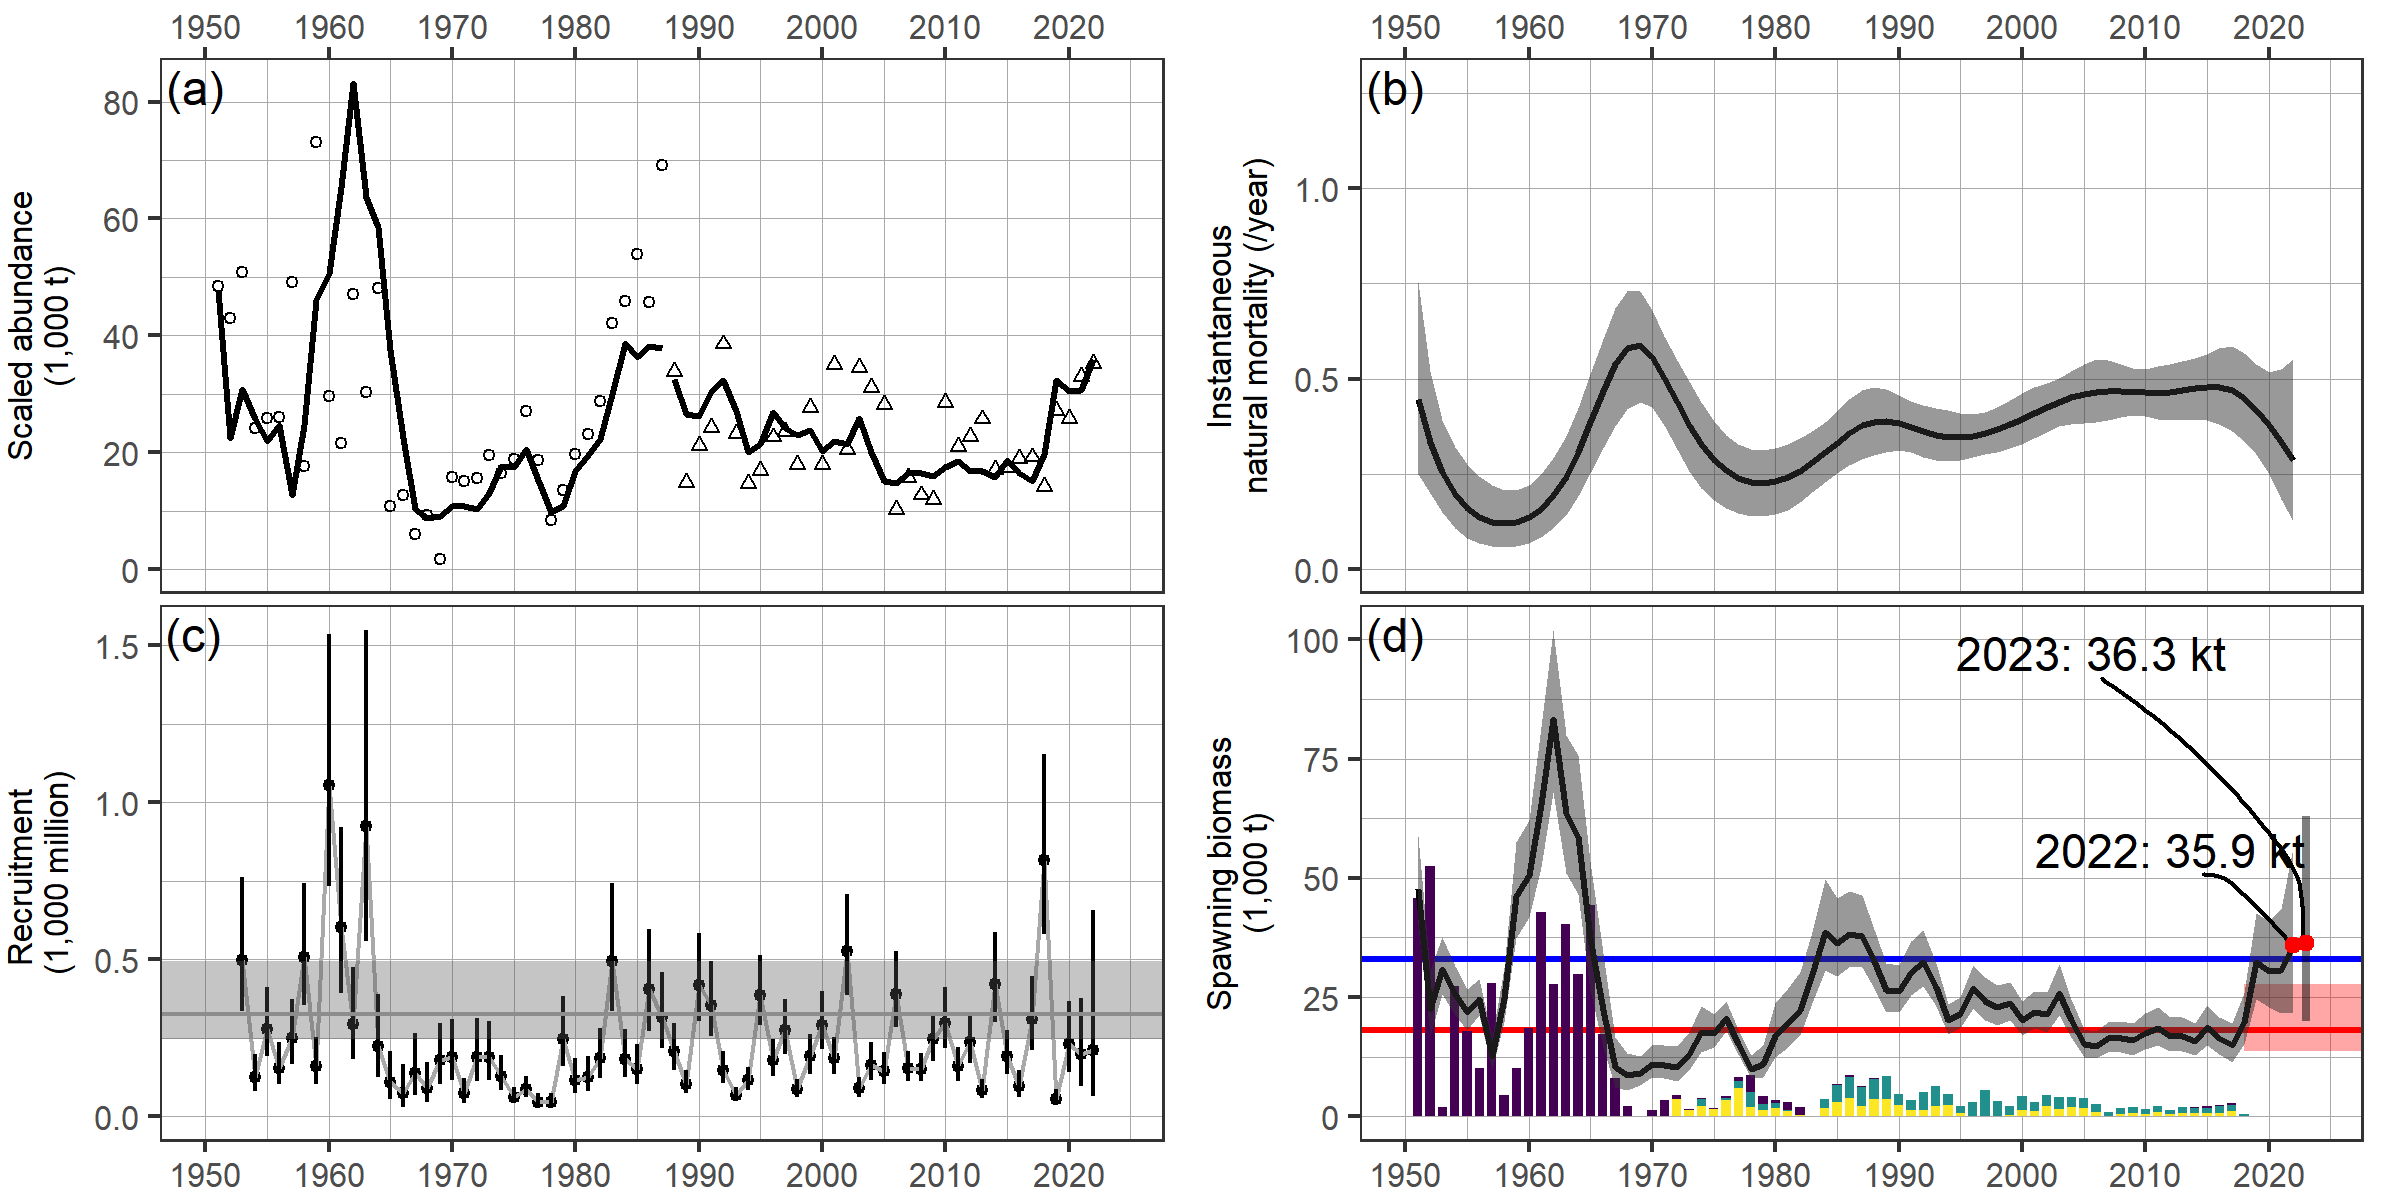 1950 1960 1970 1980 1990 2000 2010 2020
1950 1960 1970 1980 1990 2000 2010 2020
(a)
80
60
40
20
0
Scaled abundance
(1,000 t)
(b)
1.0
0.5
0.0
Instantaneous
natural mortality (/year)
(c)
1.5
1.0
0.5
0.0
Recruitment
(1,000 million)
(d)
100
75
50
25
0
Spawning biomass
(1,000 t)
2023: 36.3 kt
2022: 35.9 kt
1950 1960 1970 1980 1990 2000 2010 2020
1950 1960 1970 1980 1990 2000 2010 2020